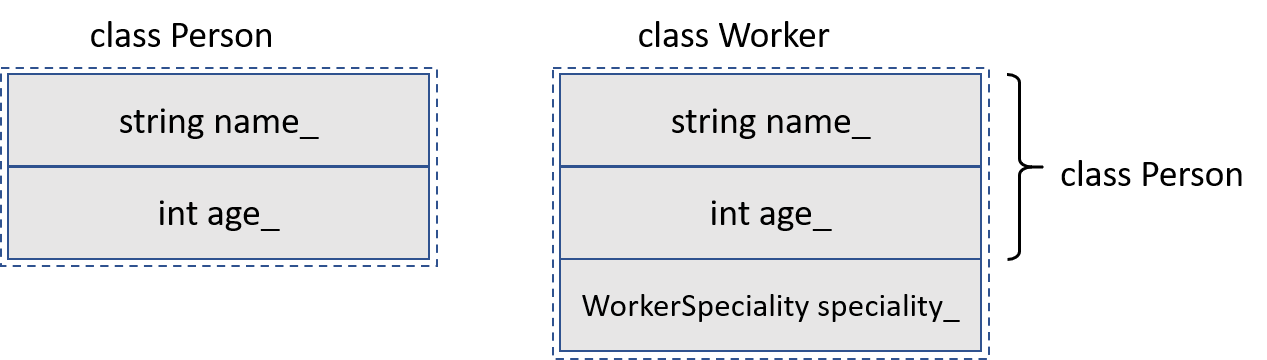 class Person
string name_
int age_
class Worker
string name_
int age_
WorkerSpeciality speciality_
class Person